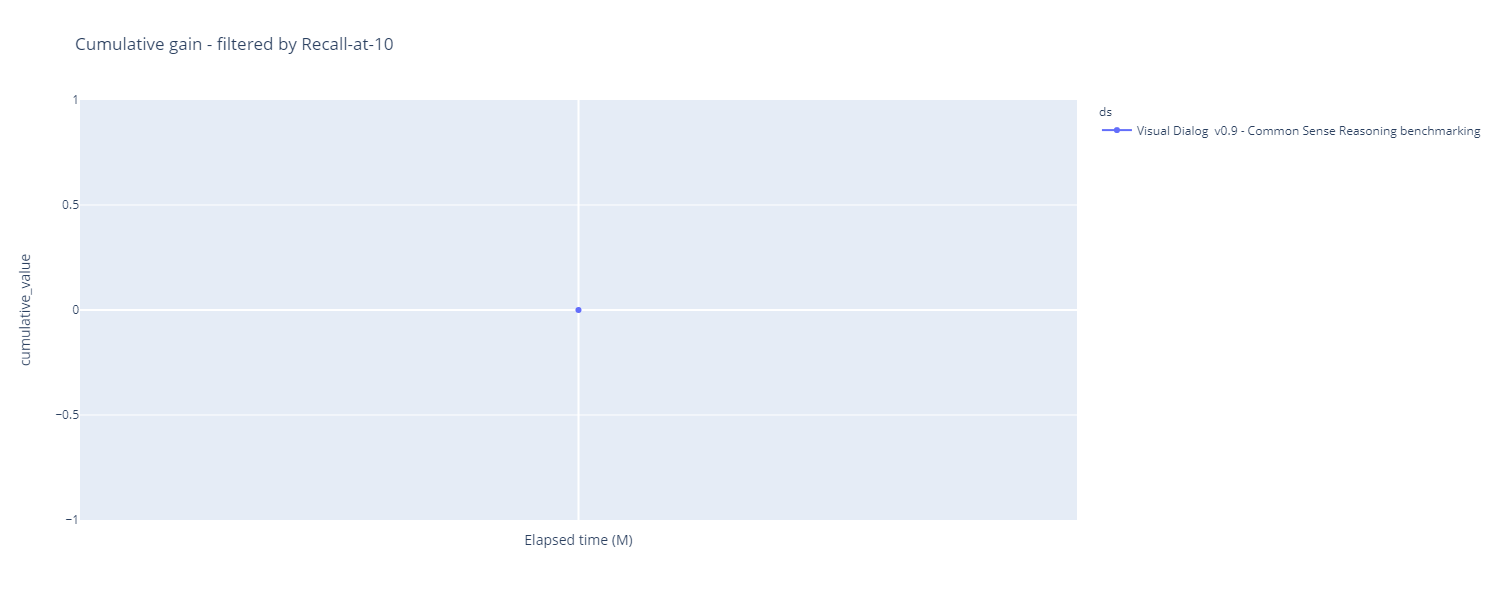 Cumulative gain - filtered by Recall-at-10
1
0.5
0
−0.5
−1
cumulative_value
Elapsed time (M)
ds
Visual Dialog  v0.9 - Common Sense Reasoning benchmarking